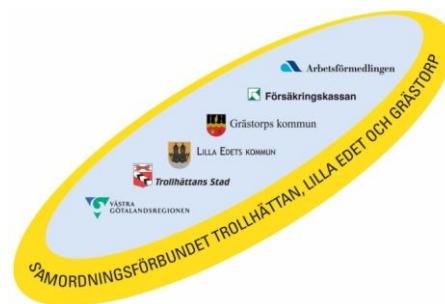 Arbetsförmedlingen
Försäkringskassan
Grästorps kommun
LILLA EDETS KOMMUN
Trollhättans Stad
VÄSTRA
GÖTALANDSREGIONEN
SAMORDNINGSFÖRBUNDET TROLLHÄTTAN, LILLA EDET OCH GRÄSTORP